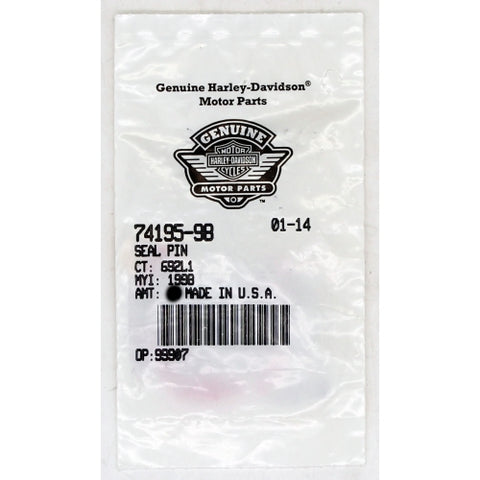 Genuine Harley-Davidson®
Motor Parts
GENUINE
MOTOR
HARLEY-DAVIDSON
CYCLES
MOTOR PARTS
™
74195-98 01-14
SEAL PIN
CT: 692L1
MYI: 1998
AMT: MADE IN U.S.A.
OP:99907